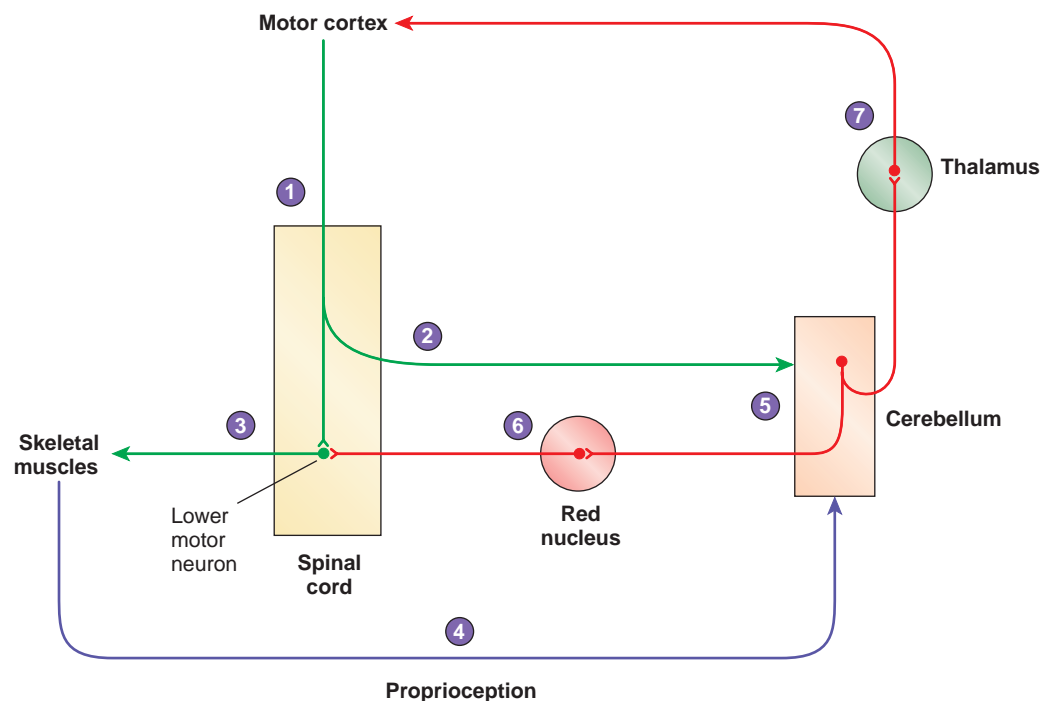 Motor cortex
7
Thalamus
1
2
5
Cerebellum
3
6
Skeletal
muscles
Lower
motor
neuron
Spinal
cord
Red
nucleus
4
Proprioception